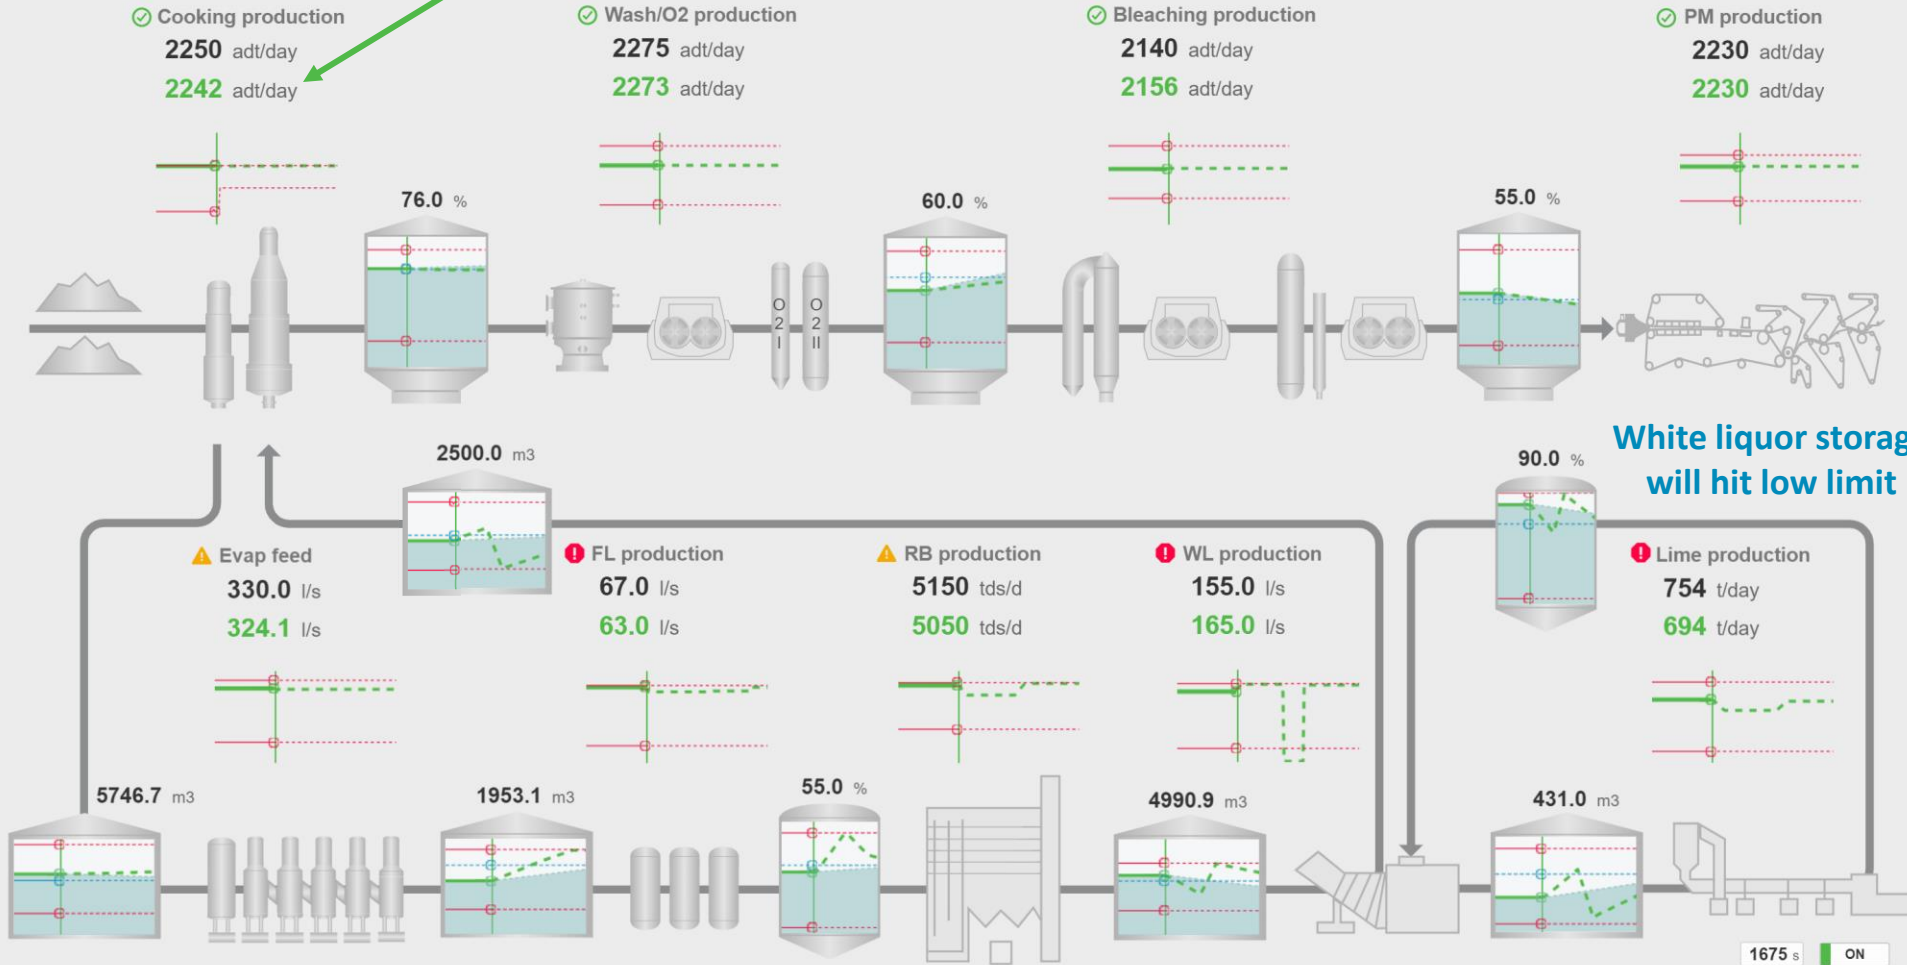 Cooking production
2250 adt/day
2242 adt/day
Wash/O2 production
2275 adt/day
2273 adt/day
Bleaching production
2140 adt/day
2156 adt/day
PM production
2230 adt/day
2230 adt/day
76.0 %
60.0 %
55.0 %
O 2 I
O 2 II
2500.0 m3
90.0 %
White liquor storag
will hit low limit
Evap feed
330.0 l/s
324.1 l/s
FL production
67.0 l/s
63.0 l/s
RB production
5150 tds/d
5050 tds/d
WL production
155.0 l/s
165.0 l/s
Lime production
754 t/day
694 t/day
5746.7 m3
1953.1 m3
55.0 %
4990.9 m3
431.0 m3
1675 s
ON